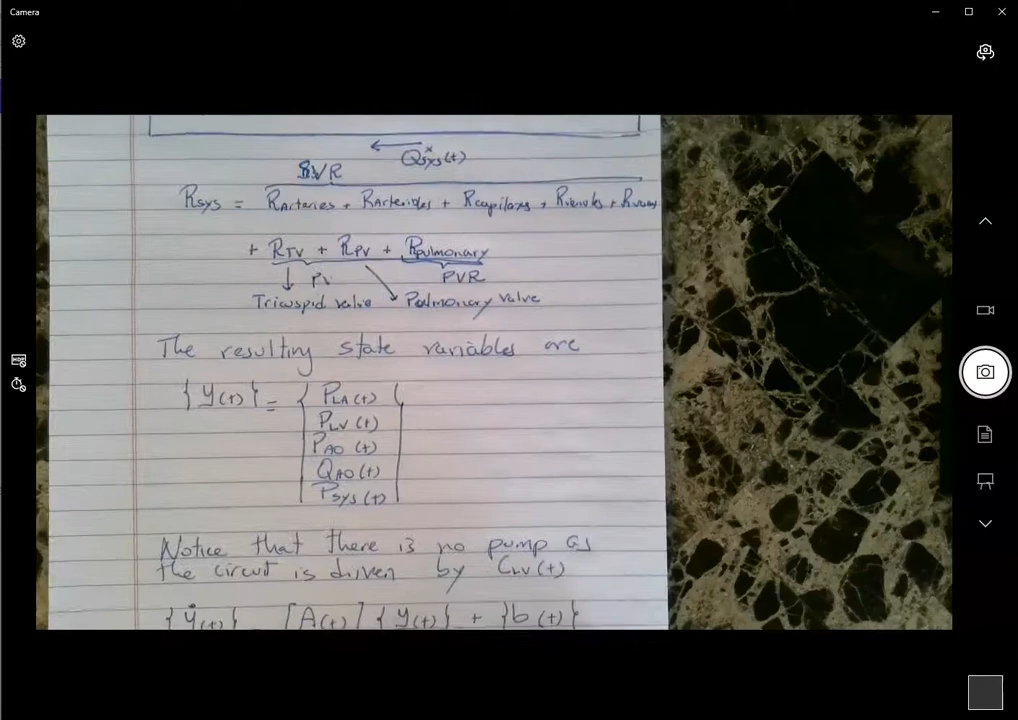 Camera
← Qsys(t)
SVR
Rsys = RArteries + RArterioles + Rcapilaries + Rvenules + Rveins
+ RTV + RPV + Rpulmonary
PV PVR
Tricuspid valve Pulmonary valve
The resulting state variables are
{y(t)} = { PLA(t)
PLV(t)
PAO(t)
QAO(t)
PSYS(t) }
Notice that there is no pump as
the circuit is driven by CLV(t)
{ẏ(t)} [A(t)] {y(t)} + {b(t)}